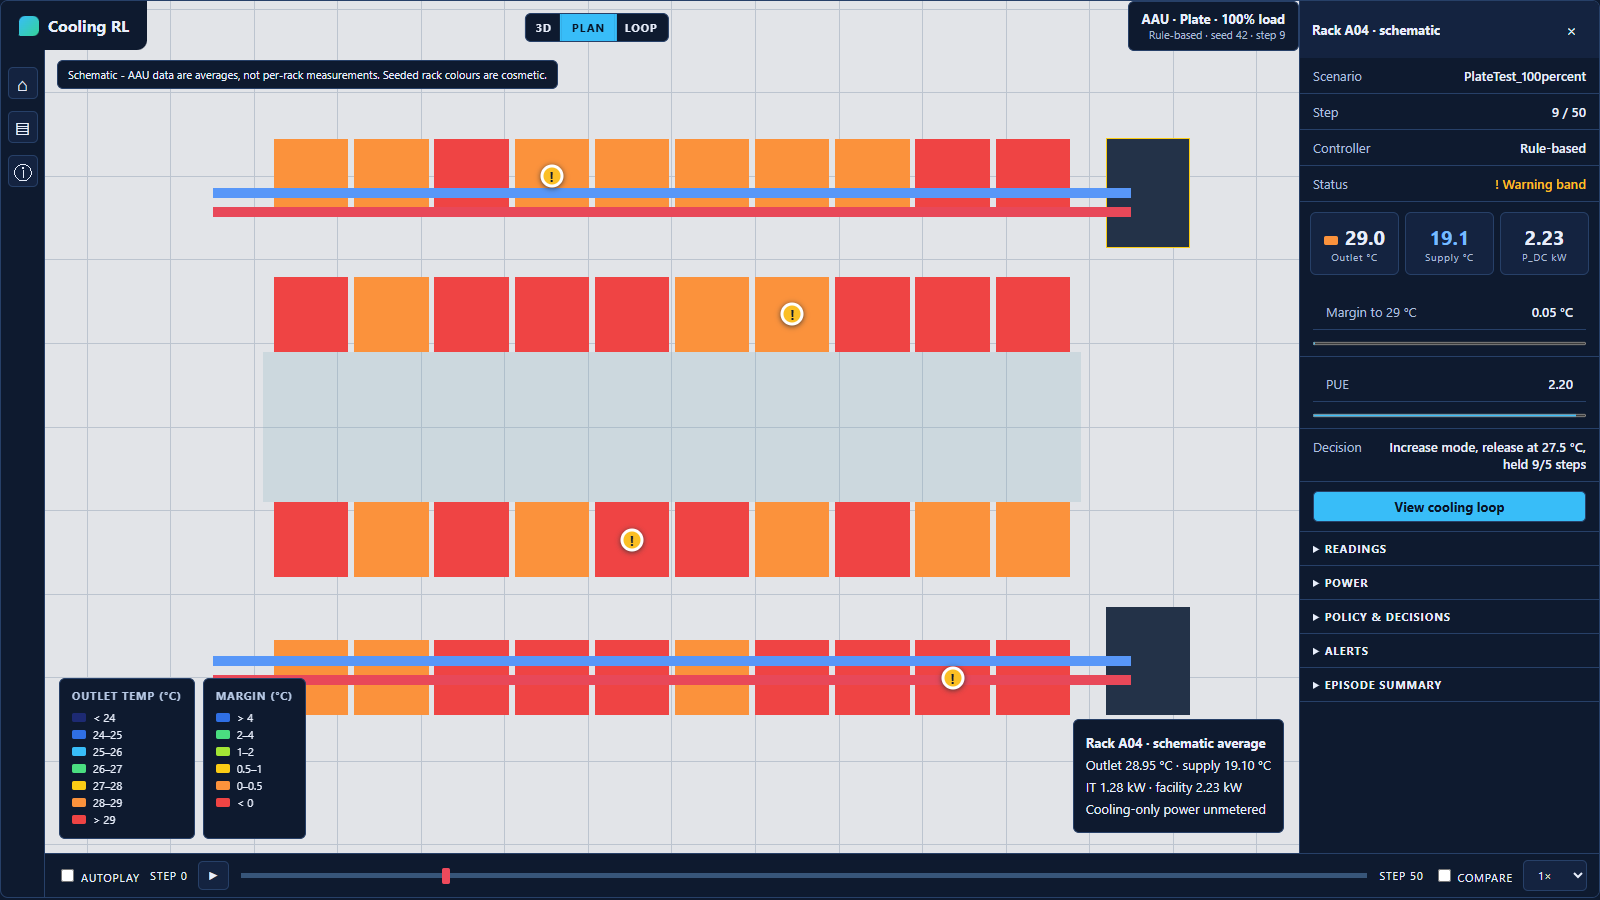 Cooling RL
3D PLAN LOOP
AAU · Plate · 100% load
Rule-based · seed 42 · step 9
Schematic - AAU data are averages, not per-rack measurements. Seeded rack colours are cosmetic.
!
!
!
!
OUTLET TEMP (°C)
< 24
24–25
25–26
26–27
27–28
28–29
> 29
MARGIN (°C)
> 4
2–4
1–2
0.5–1
0–0.5
< 0
Rack A04 · schematic average
Outlet 28.95 °C · supply 19.10 °C
IT 1.28 kW · facility 2.23 kW
Cooling-only power unmetered
Rack A04 · schematic ×
Scenario PlateTest_100percent
Step 9 / 50
Controller Rule-based
Status ! Warning band
29.0 19.1 2.23
Outlet °C Supply °C P_DC kW
Margin to 29 °C 0.05 °C
PUE 2.20
Decision Increase mode, release at 27.5 °C,
held 9/5 steps
View cooling loop
▸ READINGS
▸ POWER
▸ POLICY & DECISIONS
▸ ALERTS
▸ EPISODE SUMMARY
AUTOPLAY STEP 0 STEP 50 COMPARE 1×